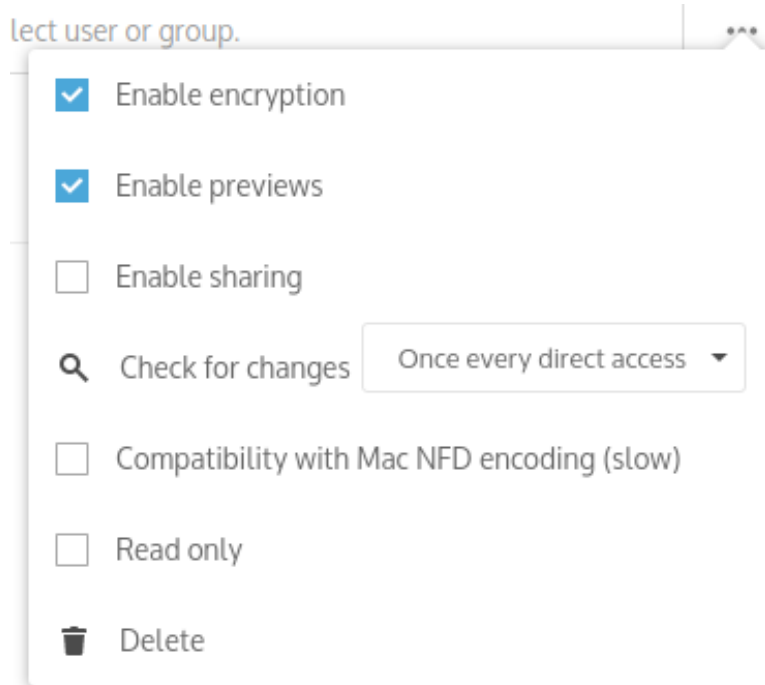 lect user or group.
Enable encryption
Enable previews
Enable sharing
Check for changes Once every direct access
Compatibility with Mac NFD encoding (slow)
Read only
Delete